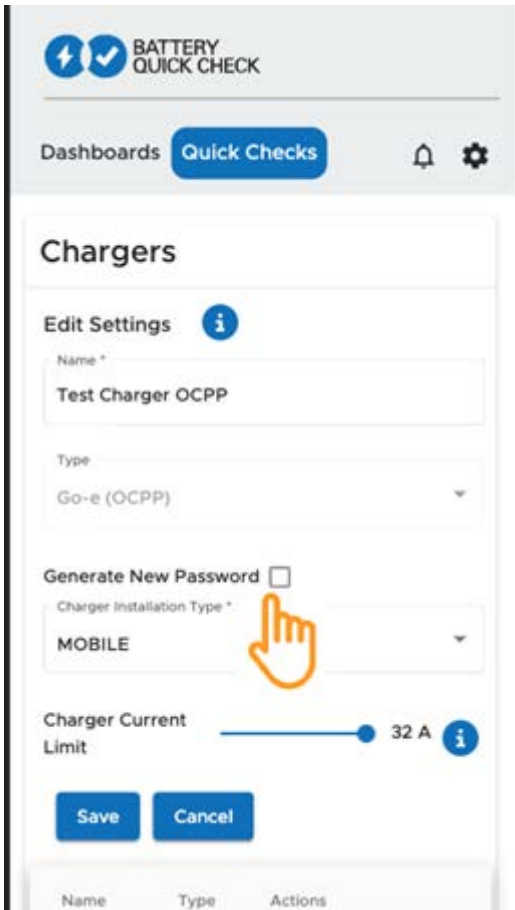 BATTERY
QUICK CHECK
Dashboards Quick Checks
Chargers
Edit Settings
Name *
Test Charger OCPP
Type
Go-e (OCPP)
Generate New Password
Charger Installation Type *
MOBILE
Charger Current
Limit
32 A
Save Cancel
Name Type Actions